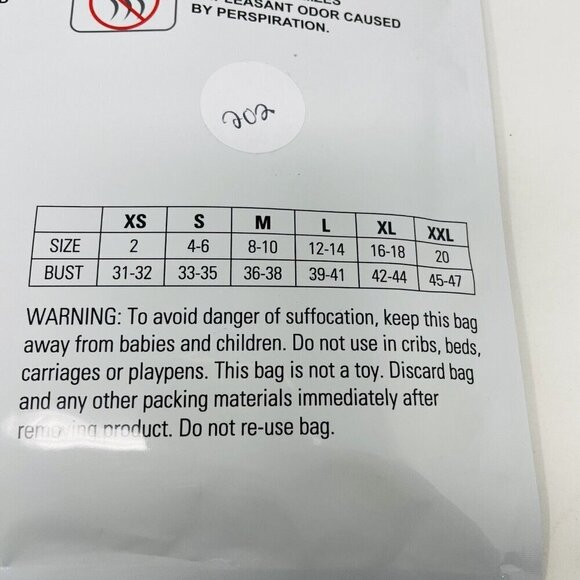 PLEASANT ODOR CAUSED
BY PERSPIRATION.
202
XS S M L XL XXL
SIZE 2 4-6 8-10 12-14 16-18 20
BUST 31-32 33-35 36-38 39-41 42-44 45-47
WARNING: To avoid danger of suffocation, keep this bag
away from babies and children. Do not use in cribs, beds,
carriages or playpens. This bag is not a toy. Discard bag
and any other packing materials immediately after
removing product. Do not re-use bag.